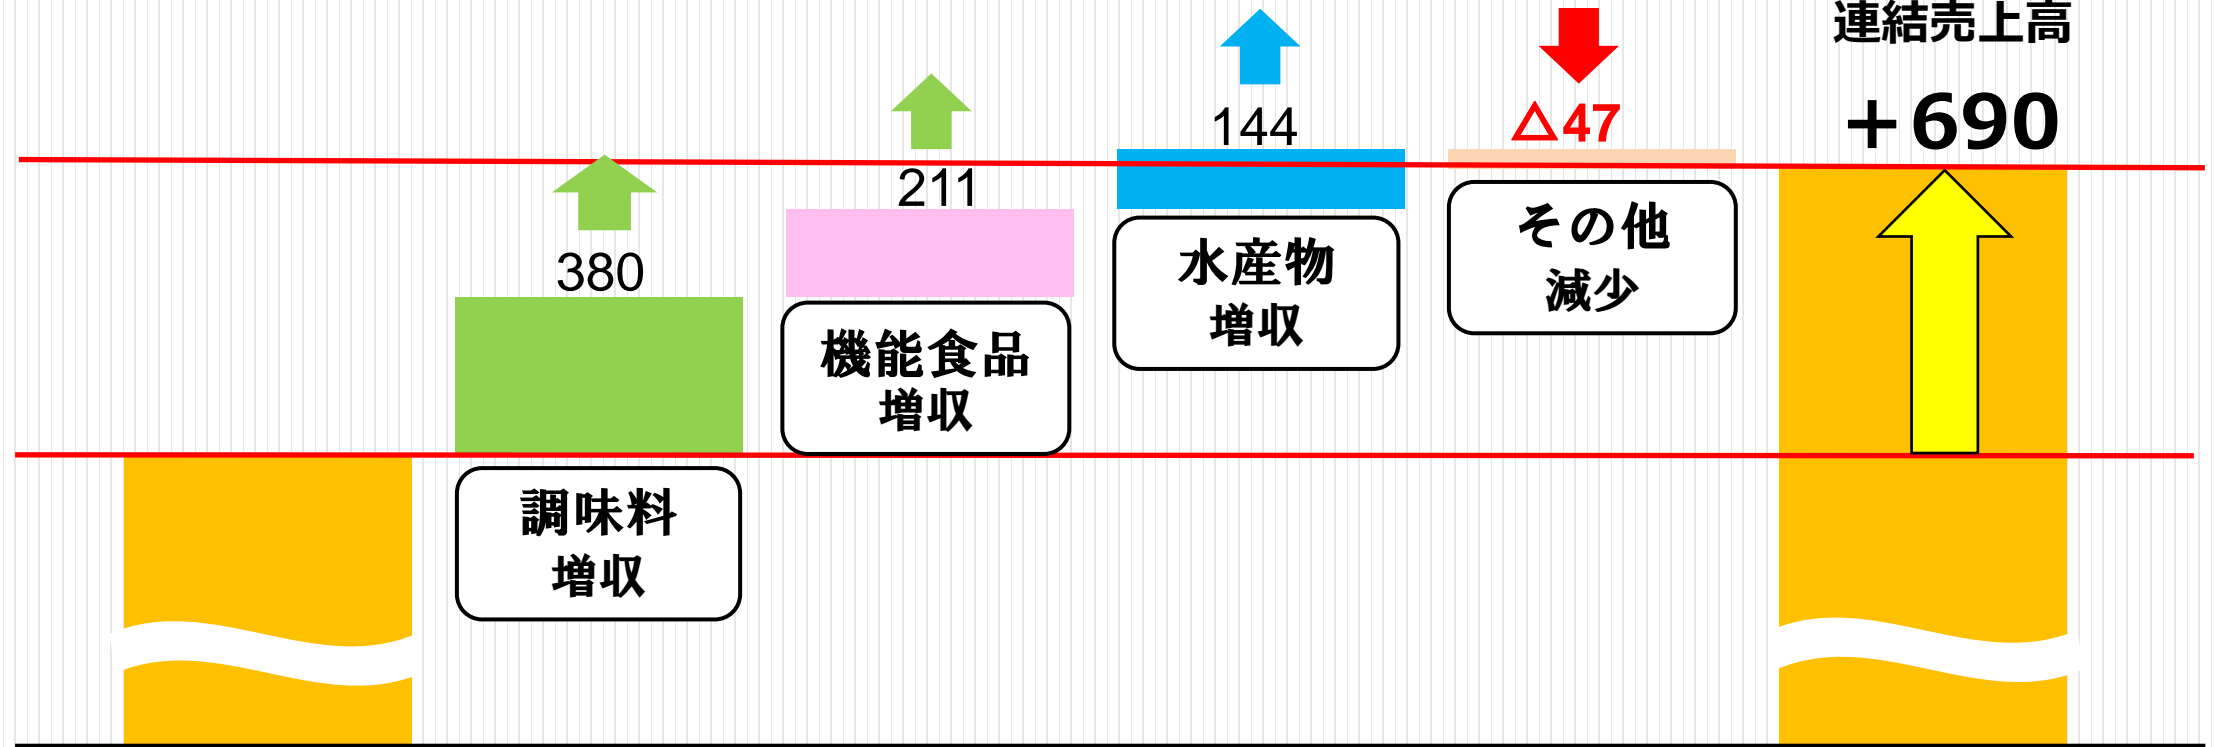 連結売上高
+690
380
調味料
増収
211
機能食品
増収
144
水産物
増収
△47
その他
減少